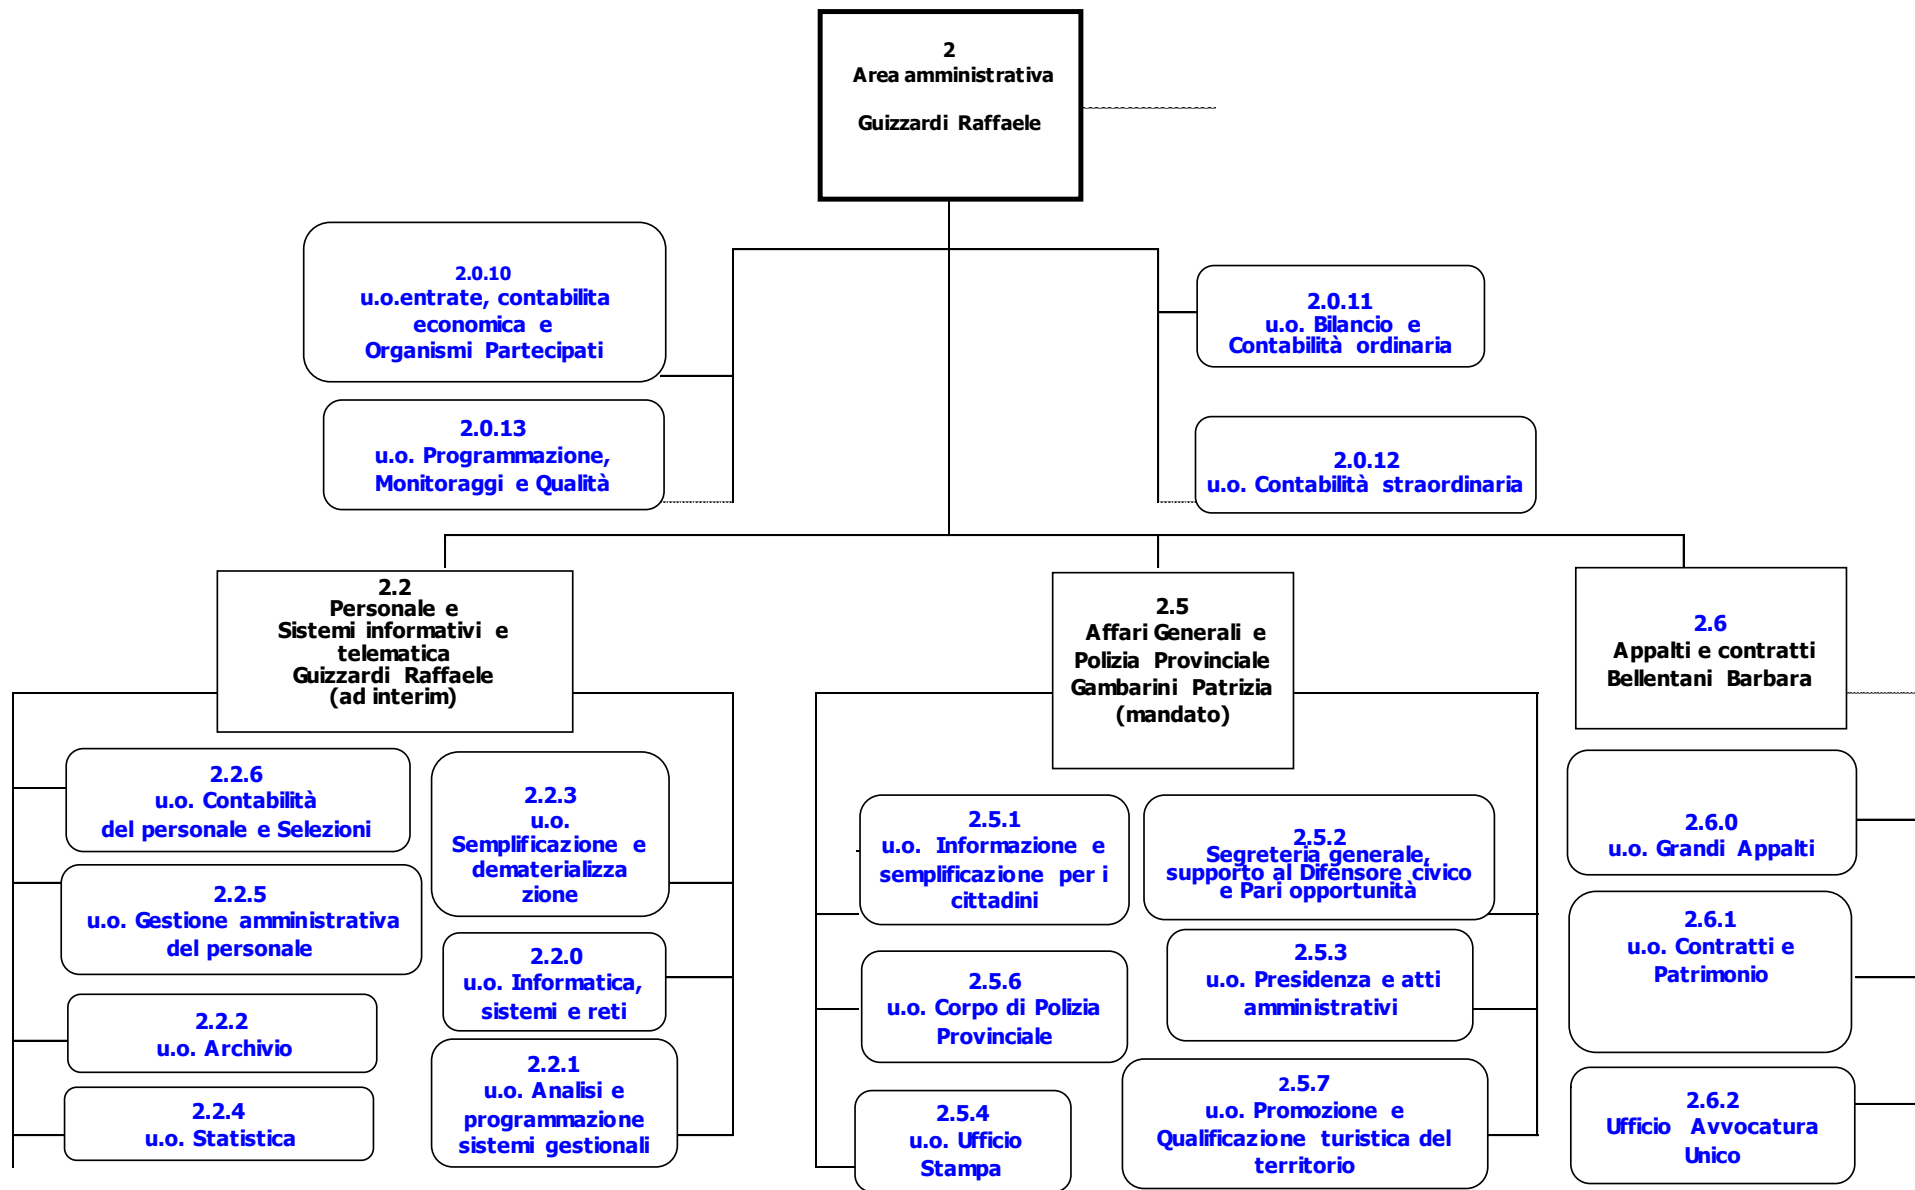 2
Area amministrativa
Guizzardi Raffaele
2.0.10
u.o.entrate, contabilita
economica e
Organismi Partecipati
2.0.11
u.o. Bilancio e
Contabilità ordinaria
2.0.13
u.o. Programmazione,
Monitoraggi e Qualità
2.0.12
u.o. Contabilità straordinaria
2.2
Personale e
Sistemi informativi e
telematica
Guizzardi Raffaele
(ad interim)
2.5
Affari Generali e
Polizia Provinciale
Gambarini Patrizia
(mandato)
2.6
Appalti e contratti
Bellentani Barbara
2.2.6
u.o. Contabilità
del personale e Selezioni
2.2.3
u.o.
Semplificazione e
dematerializza
zione
2.2.5
u.o. Gestione amministrativa
del personale
2.2.0
u.o. Informatica,
sistemi e reti
2.2.2
u.o. Archivio
2.2.1
u.o. Analisi e
programmazione
sistemi gestionali
2.2.4
u.o. Statistica
2.5.1
u.o. Informazione e
semplificazione per i
cittadini
2.5.2
Segreteria generale,
supporto al Difensore civico
e Pari opportunità
2.5.6
u.o. Corpo di Polizia
Provinciale
2.5.3
u.o. Presidenza e atti
amministrativi
2.5.4
u.o. Ufficio
Stampa
2.5.7
u.o. Promozione e
Qualificazione turistica del
territorio
2.6.0
u.o. Grandi Appalti
2.6.1
u.o. Contratti e
Patrimonio
2.6.2
Ufficio Avvocatura
Unico